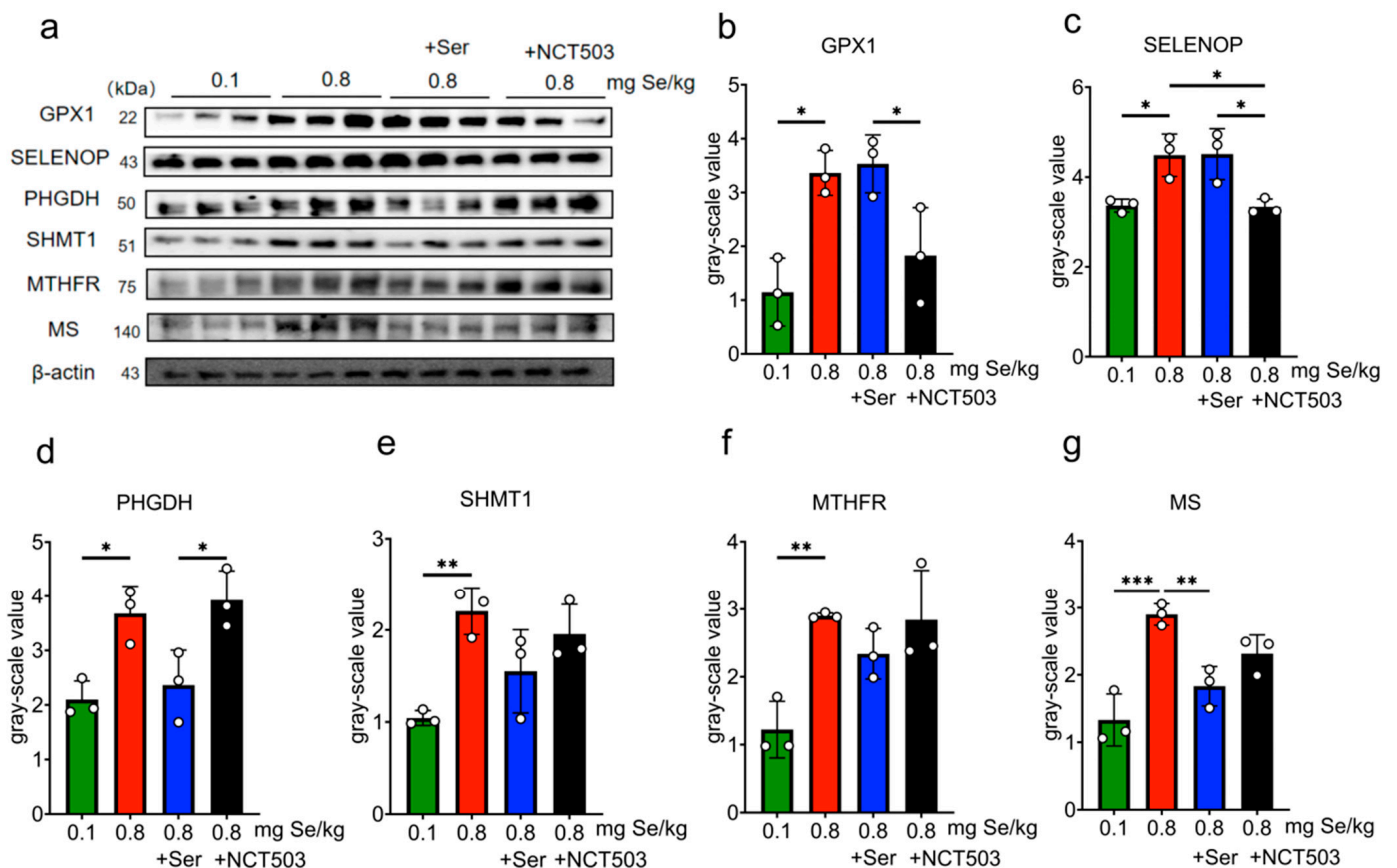 a
+Ser +NCT503
(kDa) 0.1 0.8 0.8 0.8 mg Se/kg
GPX1 22
SELENOP 43
PHGDH 50
SHMT1 51
MTHFR 75
MS 140
β-actin 43
b
GPX1
gray-scale value
5
4
3
2
1
0
* *
0.1 0.8 0.8 0.8 mg Se/kg
+Ser +NCT503
c
SELENOP
gray-scale value
6
4
2
0
*
* *
0.1 0.8 0.8 0.8 mg Se/kg
+Ser +NCT503
d
PHGDH
gray-scale value
5
4
3
2
1
0
* *
0.1 0.8 0.8 0.8 mg Se/kg
+Ser +NCT503
e
SHMT1
gray-scale value
3
2
1
0
**
0.1 0.8 0.8 0.8 mg Se/kg
+Ser +NCT503
f
MTHFR
gray-scale value
4
3
2
1
0
**
0.1 0.8 0.8 0.8 mg Se/kg
+Ser +NCT503
g
MS
gray-scale value
4
3
2
1
0
*** **
0.1 0.8 0.8 0.8 mg Se/kg
+Ser +NCT503